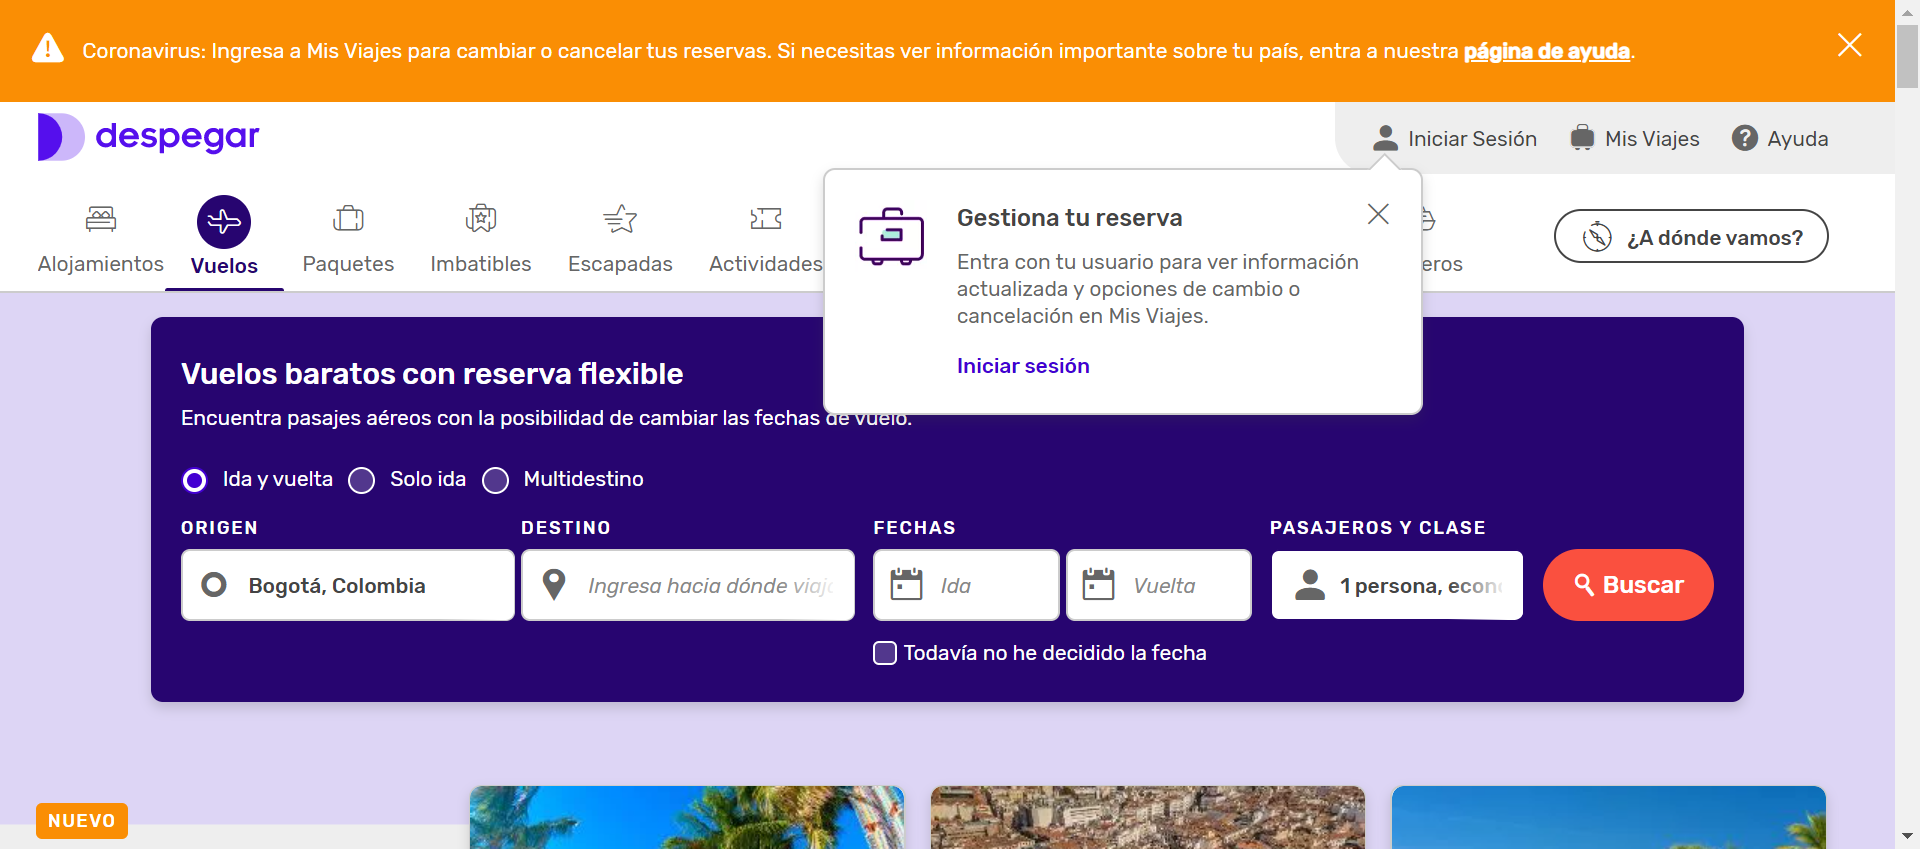 Coronavirus: Ingresa a Mis Viajes para cambiar o cancelar tus reservas. Si necesitas ver información importante sobre tu país, entra a nuestra página de ayuda.
despegar
Iniciar Sesión
Mis Viajes
Ayuda
Alojamientos
Vuelos
Paquetes
Imbatibles
Escapadas
Actividades
eros
¿A dónde vamos?
Gestiona tu reserva
Entra con tu usuario para ver información
actualizada y opciones de cambio o
cancelación en Mis Viajes.
Iniciar sesión
Vuelos baratos con reserva flexible
Encuentra pasajes aéreos con la posibilidad de cambiar las fechas de vuelo.
Ida y vuelta
Solo ida
Multidestino
ORIGEN
DESTINO
FECHAS
PASAJEROS Y CLASE
Bogotá, Colombia
Ingresa hacia dónde viaj
Ida
Vuelta
1 persona, econ
Buscar
Todavía no he decidido la fecha
NUEVO